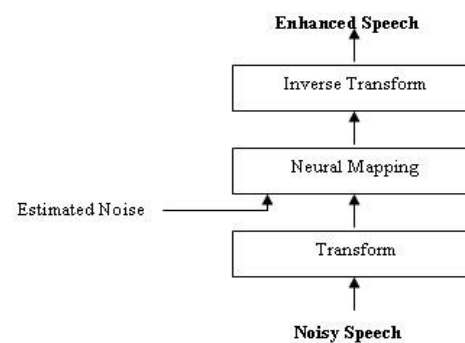 Enhanced Speech
Inverse Transform
Neural Mapping
Estimated Noise
Transform
Noisy Speech